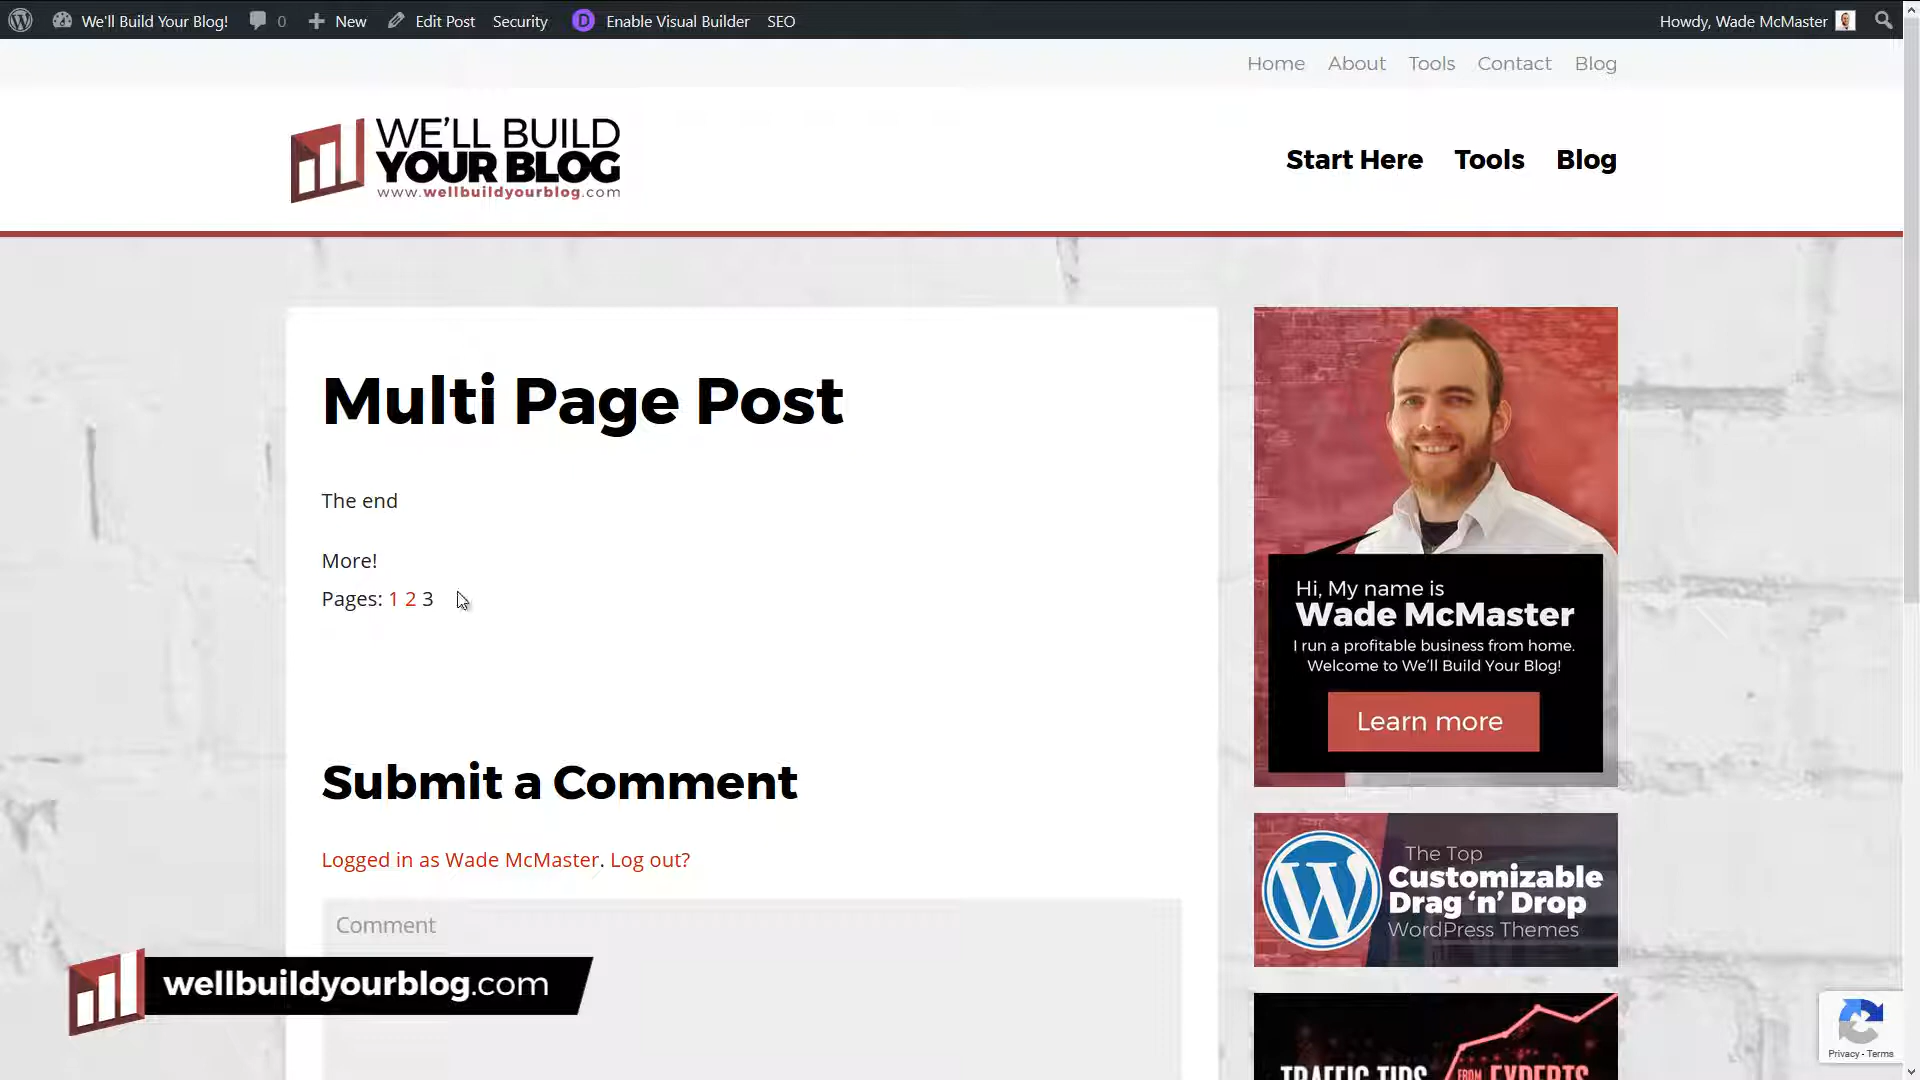 We'll Build Your Blog! 0 New Edit Post Security Enable Visual Builder SEO Howdy, Wade McMaster
Home About Tools Contact Blog
WE'LL BUILD
YOUR BLOG
www.wellbuildyourblog.com
Start Here Tools Blog
Multi Page Post
The end
More!
Pages: 1 2 3
Hi, My name is
Wade McMaster
I run a profitable business from home.
Welcome to We'll Build Your Blog!
Learn more
Submit a Comment
Logged in as Wade McMaster. Log out?
Comment
The Top
Customizable
Drag 'n' Drop
WordPress Themes
wellbuildyourblog.com
TRAFFIC TIPS FROM EXPERTS
Privacy - Terms